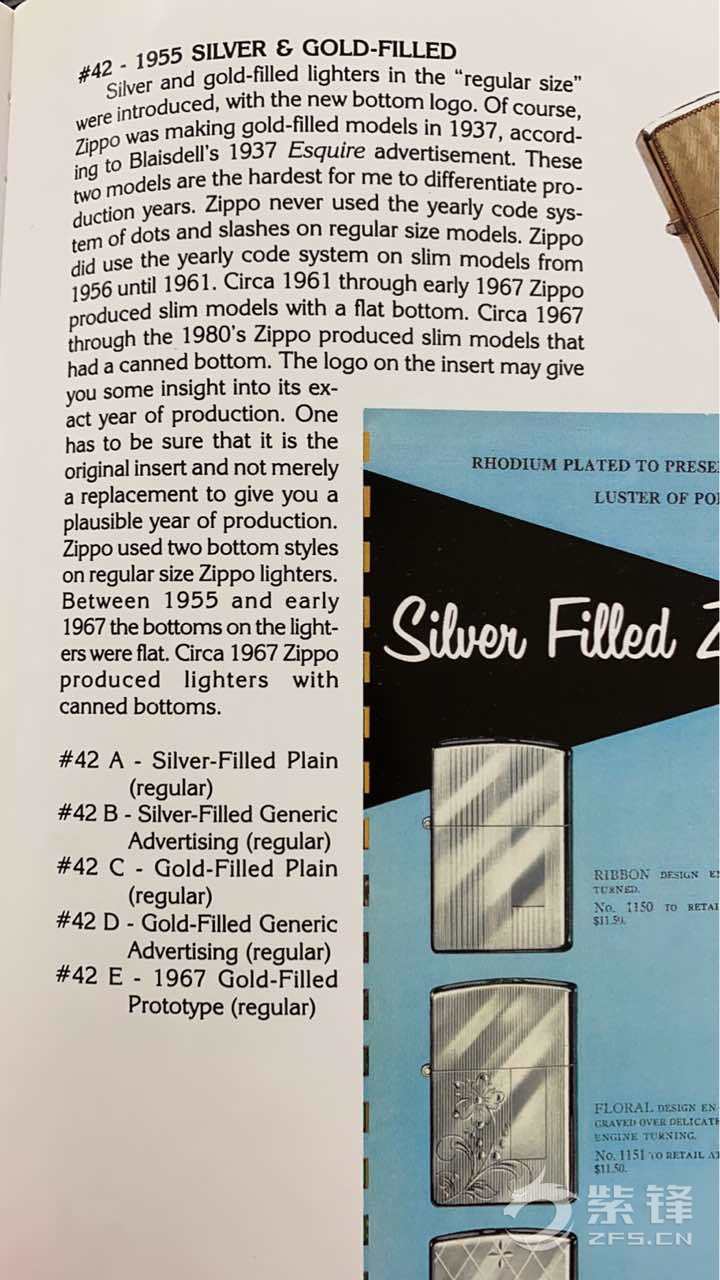 #42 - 1955 SILVER & GOLD-FILLED
Silver and gold-filled lighters in the “regular size”
were introduced, with the new bottom logo. Of course,
Zippo was making gold-filled models in 1937, accord-
ing to Blaisdell's 1937 Esquire advertisement. These
two models are the hardest for me to differentiate pro-
duction years. Zippo never used the yearly code sys-
tem of dots and slashes on regular size models. Zippo
did use the yearly code system on slim models from
1956 until 1961. Circa 1961 through early 1967 Zippo
produced slim models with a flat bottom. Circa 1967
through the 1980's Zippo produced slim models that
had a canned bottom. The logo on the insert may give
you some insight into its ex-
act year of production. One
has to be sure that it is the
original insert and not merely
a replacement to give you a
plausible year of production.
Zippo used two bottom styles
on regular size Zippo lighters.
Between 1955 and early
1967 the bottoms on the light-
ers were flat. Circa 1967 Zippo
produced lighters with
canned bottoms.
#42 A - Silver-Filled Plain
(regular)
#42 B - Silver-Filled Generic
Advertising (regular)
#42 C - Gold-Filled Plain
(regular)
#42 D - Gold-Filled Generic
Advertising (regular)
#42 E - 1967 Gold-Filled
Prototype (regular)
RHODIUM PLATED TO PRESE
LUSTER OF PO
Silver Filled Z
RIBBON DESIGN EN
TURNED.
No. 1150 TO RETAI
$11.50.
FLORAL DESIGN EN-
GRAVED OVER DELICATE
ENGINE TURNING.
No. 1151 TO RETAIL AT
$11.50.
紫锋
ZFS.CN